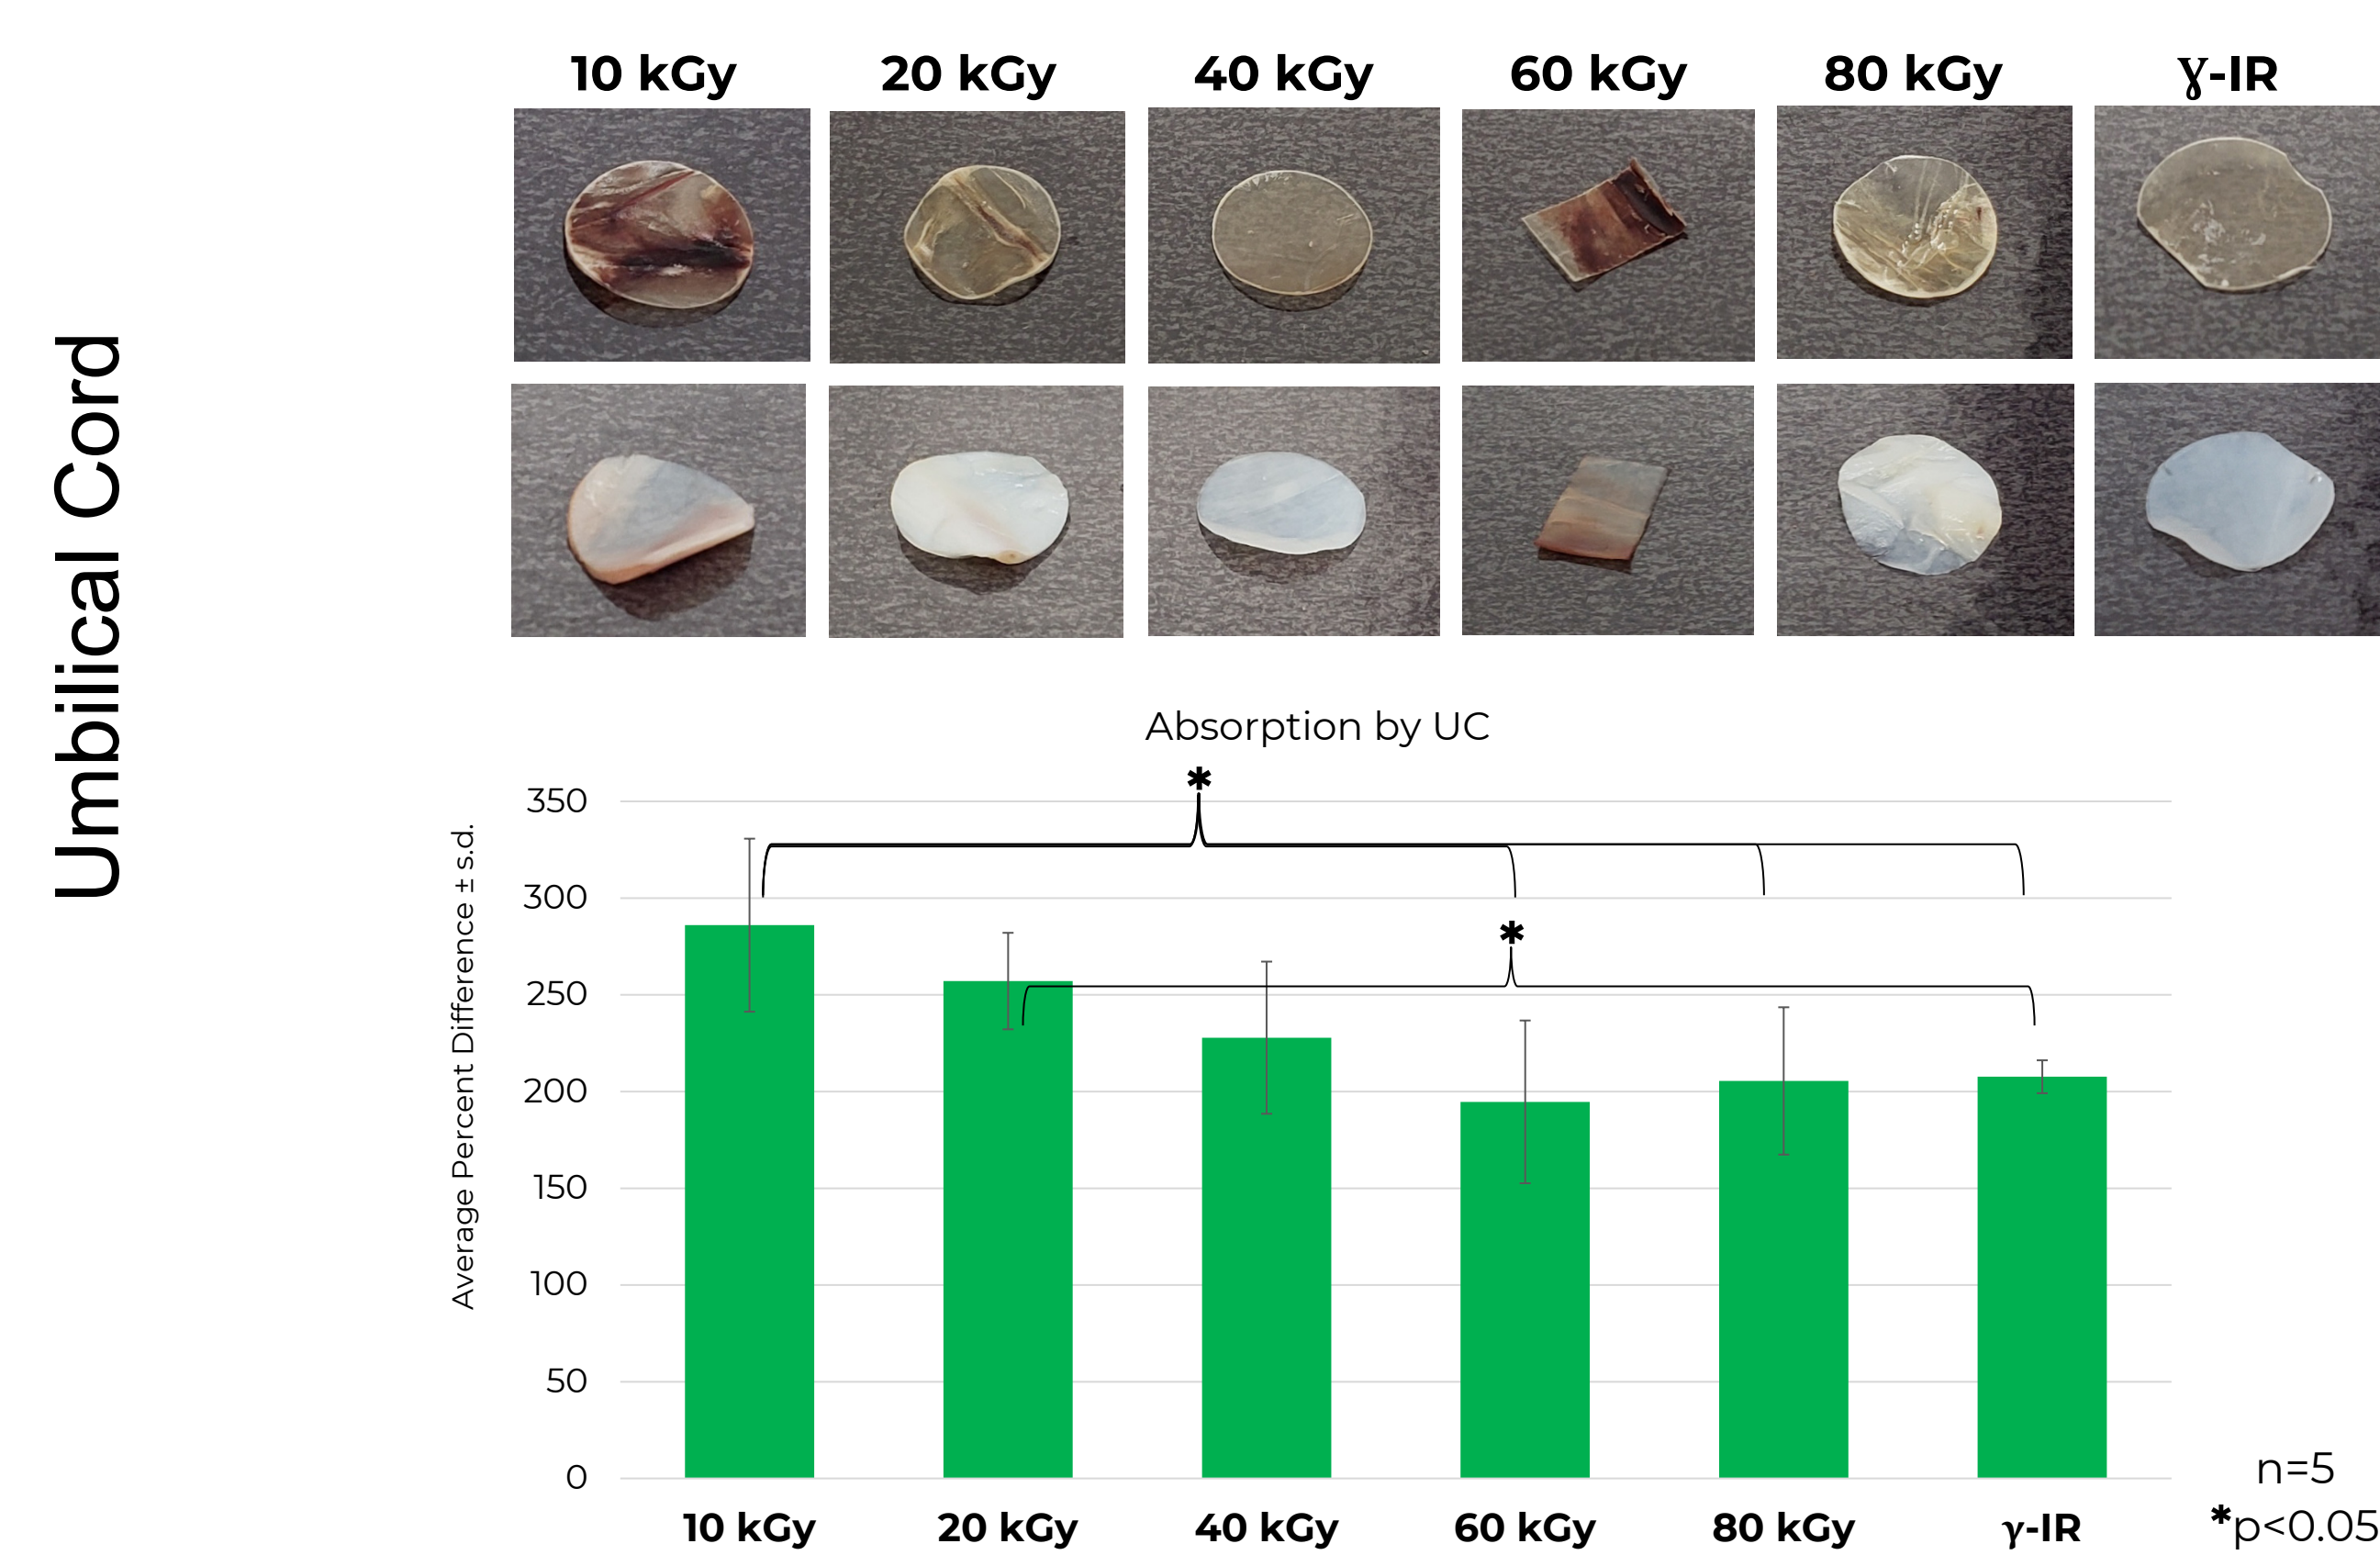 10 kGy 20 kGy 40 kGy 60 kGy 80 kGy Ɣ-IR
Umbilical Cord
Absorption by UC
Average Percent Difference ± s.d.
*
350
300
*
250
200
150
100
50
0
10 kGy 20 kGy 40 kGy 60 kGy 80 kGy γ-IR
n=5
*p<0.05